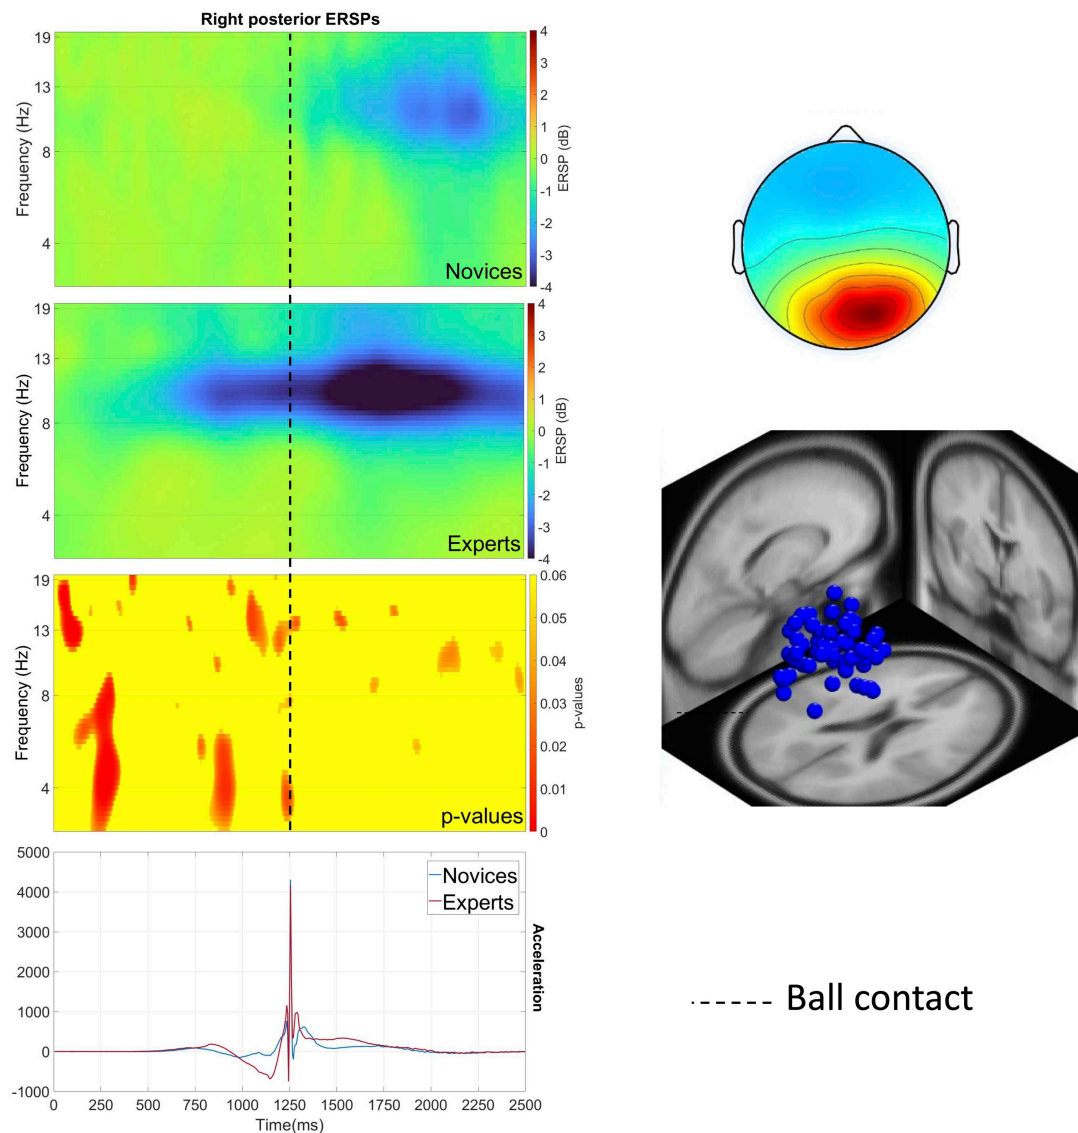 Right posterior ERSPs
19
13
8
4
Frequency (Hz)
Novices
4
3
2
1
0
-1
-2
-3
-4
ERSP (dB)
19
13
8
4
Frequency (Hz)
Experts
4
3
2
1
0
-1
-2
-3
-4
ERSP (dB)
19
13
8
4
Frequency (Hz)
p-values
0.06
0.05
0.04
0.03
0.02
0.01
0
p-values
5000
4000
3000
2000
1000
0
-1000
Novices
Experts
Acceleration
0 250 500 750 1000 1250 1500 1750 2000 2250 2500
Time(ms)
Ball contact